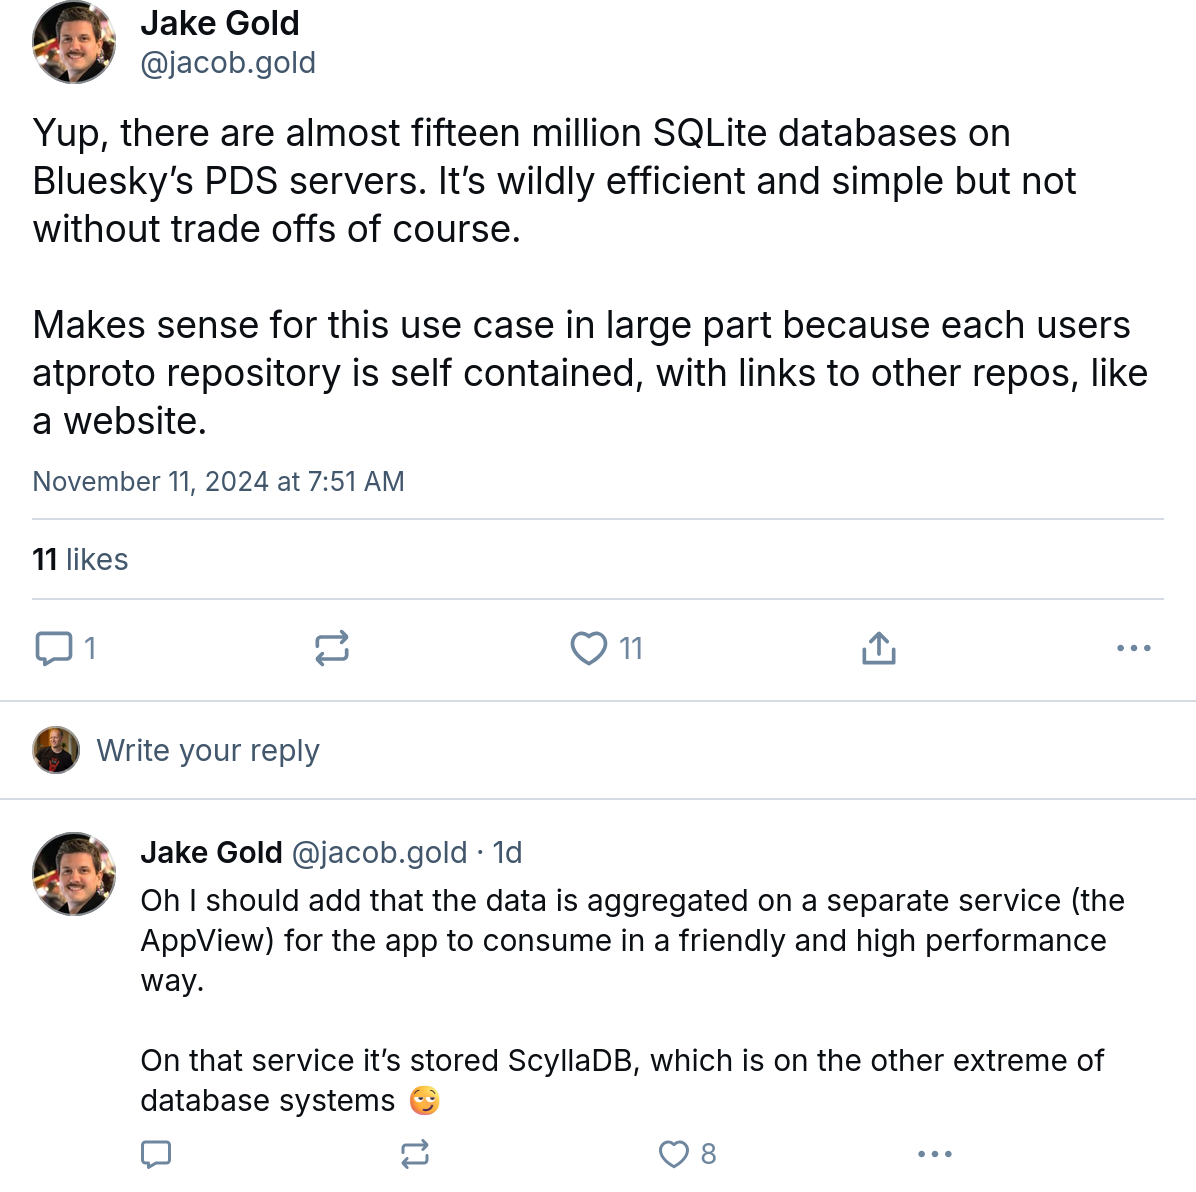 Jake Gold
@jacob.gold
Yup, there are almost fifteen million SQLite databases on
Bluesky’s PDS servers. It’s wildly efficient and simple but not
without trade offs of course.
Makes sense for this use case in large part because each users
atproto repository is self contained, with links to other repos, like
a website.
November 11, 2024 at 7:51 AM
11 likes
1 11
Write your reply
Jake Gold @jacob.gold · 1d
Oh I should add that the data is aggregated on a separate service (the
AppView) for the app to consume in a friendly and high performance
way.
On that service it’s stored ScyllaDB, which is on the other extreme of
database systems 😏
8